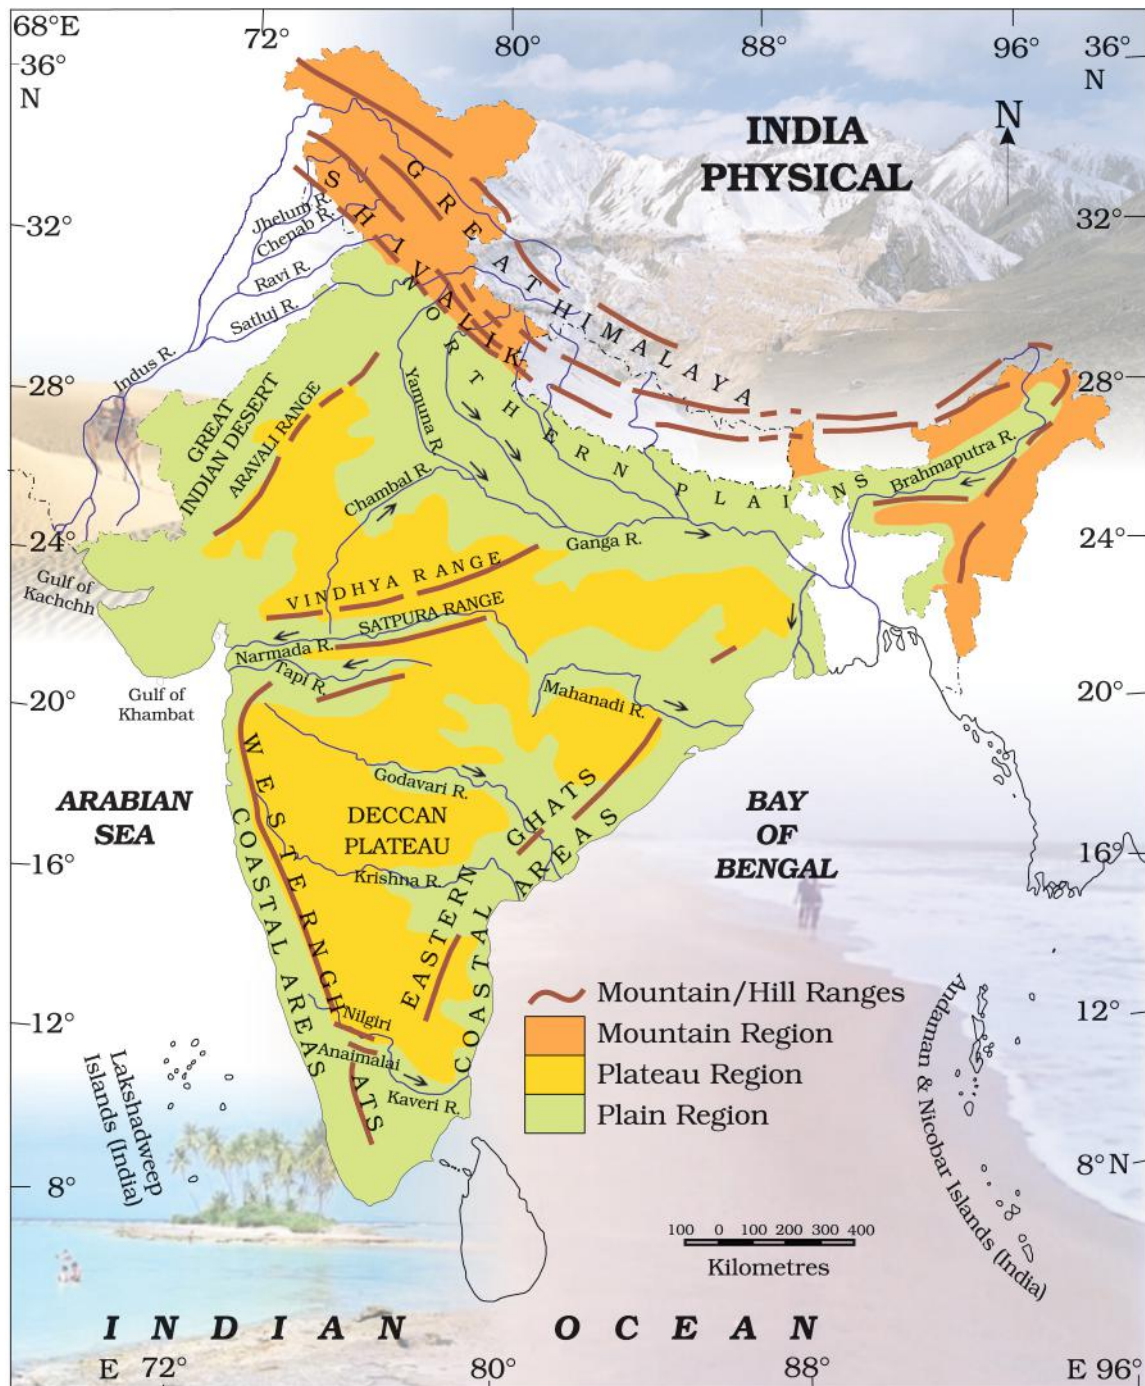 68°E
72°
80°
88°
96°
36°
N
36°
N
INDIA
PHYSICAL
N
GREAT HIMALAYA
SHIVALIK
Jhelum R.
Chenab R.
32°
32°
Ravi R.
Satluj R.
Indus R.
28°
28°
NORTHERN PLAINS
Yamuna R.
GREAT
INDIAN DESERT
ARAVALI RANGE
Chambal R.
Brahmaputra R.
24°
24°
Ganga R.
Gulf of
Kachchh
VINDHYA RANGE
SATPURA RANGE
Narmada R.
Tapi R.
Mahanadi R.
20°
20°
Gulf of
Khambat
Godavari R.
ARABIAN
SEA
WESTERN GHATS
COASTAL AREAS
DECCAN
PLATEAU
EASTERN GHATS
COASTAL AREAS
BAY
OF
BENGAL
16°
16°
Krishna R.
Mountain/Hill Ranges
Mountain Region
Plateau Region
Plain Region
12°
12°
Nilgiri
Anaimalai
Kaveri R.
Lakshadweep
Islands (India)
Andaman & Nicobar Islands (India)
8°
8°N
100 0 100 200 300 400
Kilometres
INDIAN OCEAN
E 72°
80°
88°
E 96°